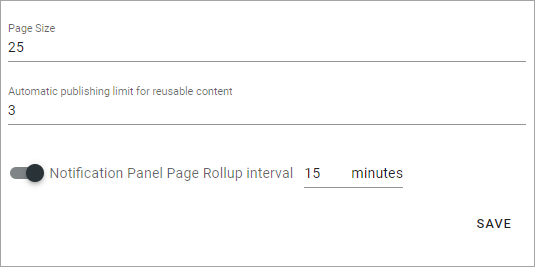 Page Size
25
Automatic publishing limit for reusable content
3
Notification Panel Page Rollup interval 15 minutes
SAVE